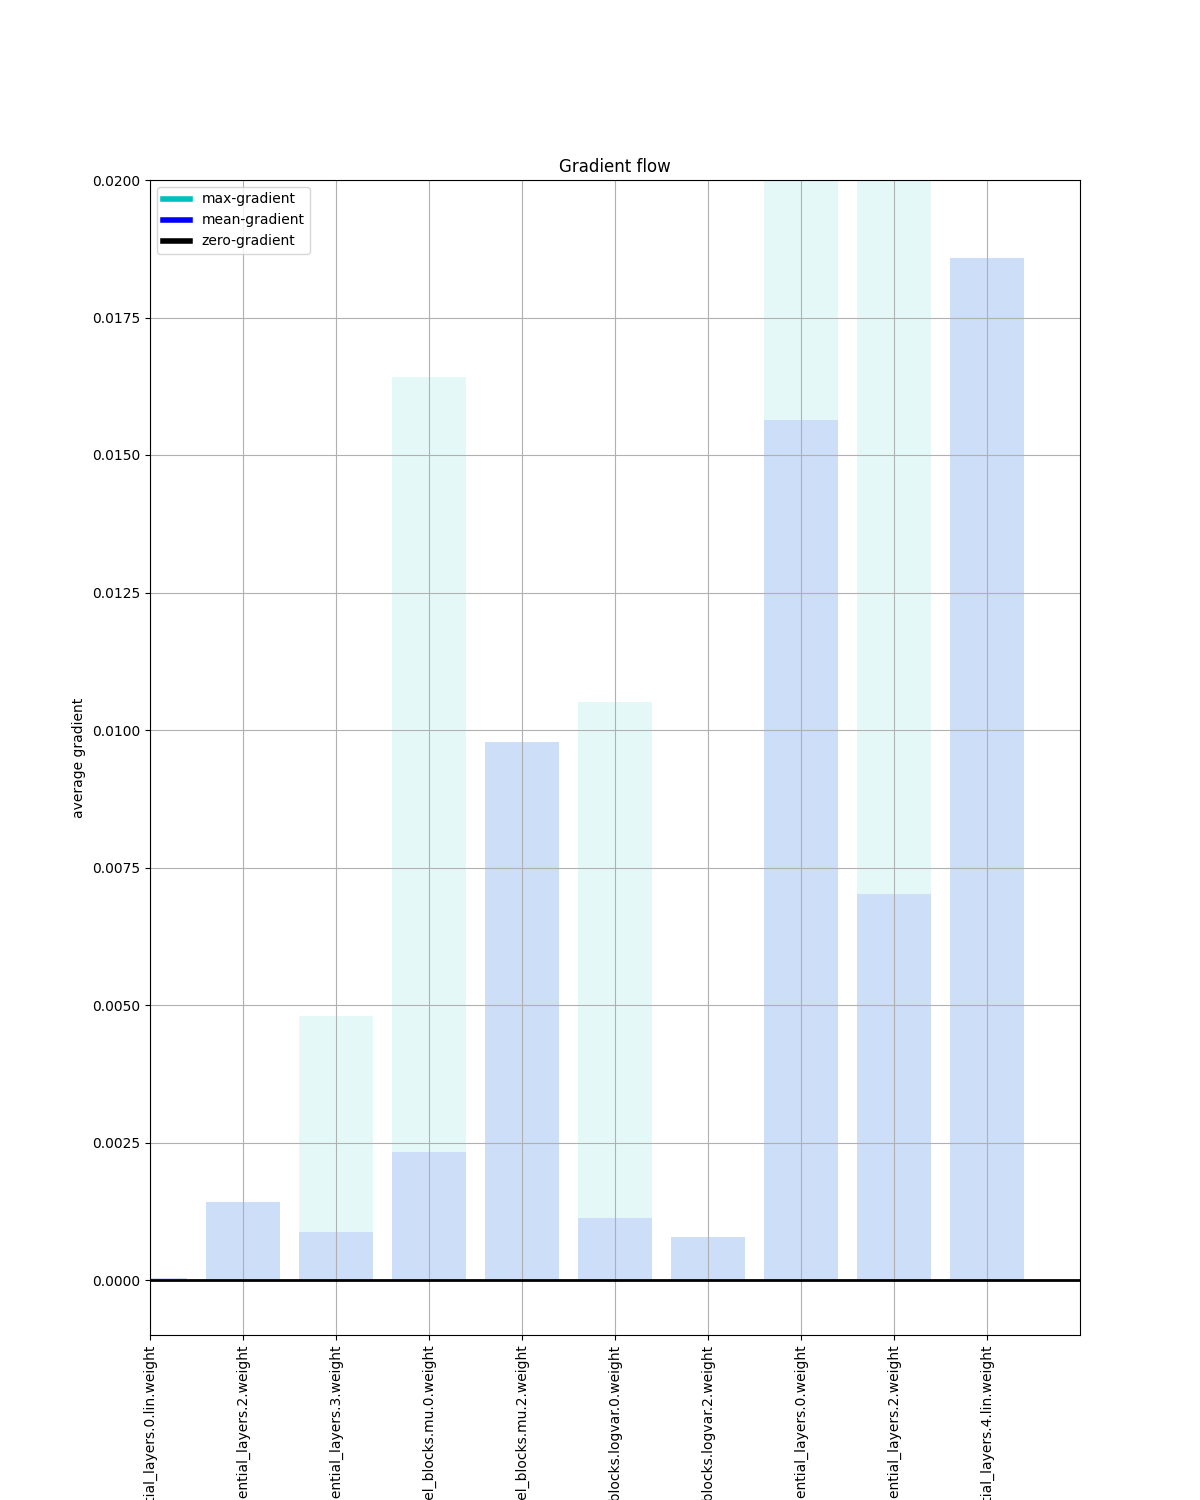 Gradient flow
max-gradient
mean-gradient
zero-gradient
0.0200
0.0175
0.0150
0.0125
0.0100
0.0075
0.0050
0.0025
0.0000
average gradient
tial_layers.0.lin.weight
ential_layers.2.weight
ential_layers.3.weight
el_blocks.mu.0.weight
el_blocks.mu.2.weight
blocks.logvar.0.weight
blocks.logvar.2.weight
ential_layers.0.weight
ential_layers.2.weight
tial_layers.4.lin.weight